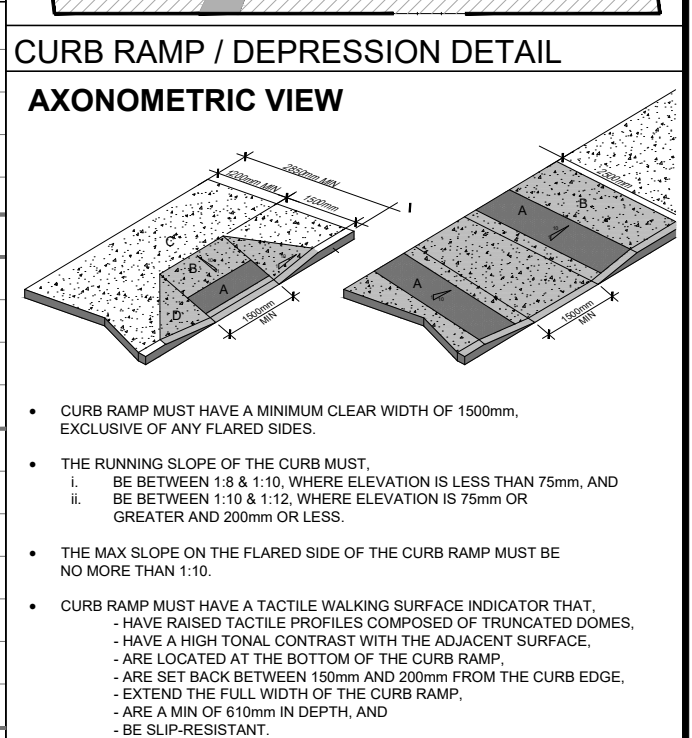 CURB RAMP / DEPRESSION DETAIL
AXONOMETRIC VIEW
2850mm MIN
1200mm MIN
1500mm
C
B
A
D
1500mm
MIN
1500mm
A
B
A
1500mm
MIN
• CURB RAMP MUST HAVE A MINIMUM CLEAR WIDTH OF 1500mm,
EXCLUSIVE OF ANY FLARED SIDES.
• THE RUNNING SLOPE OF THE CURB MUST,
i. BE BETWEEN 1:8 & 1:10, WHERE ELEVATION IS LESS THAN 75mm, AND
ii. BE BETWEEN 1:10 & 1:12, WHERE ELEVATION IS 75mm OR
GREATER AND 200mm OR LESS.
• THE MAX SLOPE ON THE FLARED SIDE OF THE CURB RAMP MUST BE
NO MORE THAN 1:10.
• CURB RAMP MUST HAVE A TACTILE WALKING SURFACE INDICATOR THAT,
- HAVE RAISED TACTILE PROFILES COMPOSED OF TRUNCATED DOMES,
- HAVE A HIGH TONAL CONTRAST WITH THE ADJACENT SURFACE,
- ARE LOCATED AT THE BOTTOM OF THE CURB RAMP,
- ARE SET BACK BETWEEN 150mm AND 200mm FROM THE CURB EDGE,
- EXTEND THE FULL WIDTH OF THE CURB RAMP,
- ARE A MIN OF 610mm IN DEPTH, AND
- BE SLIP-RESISTANT.